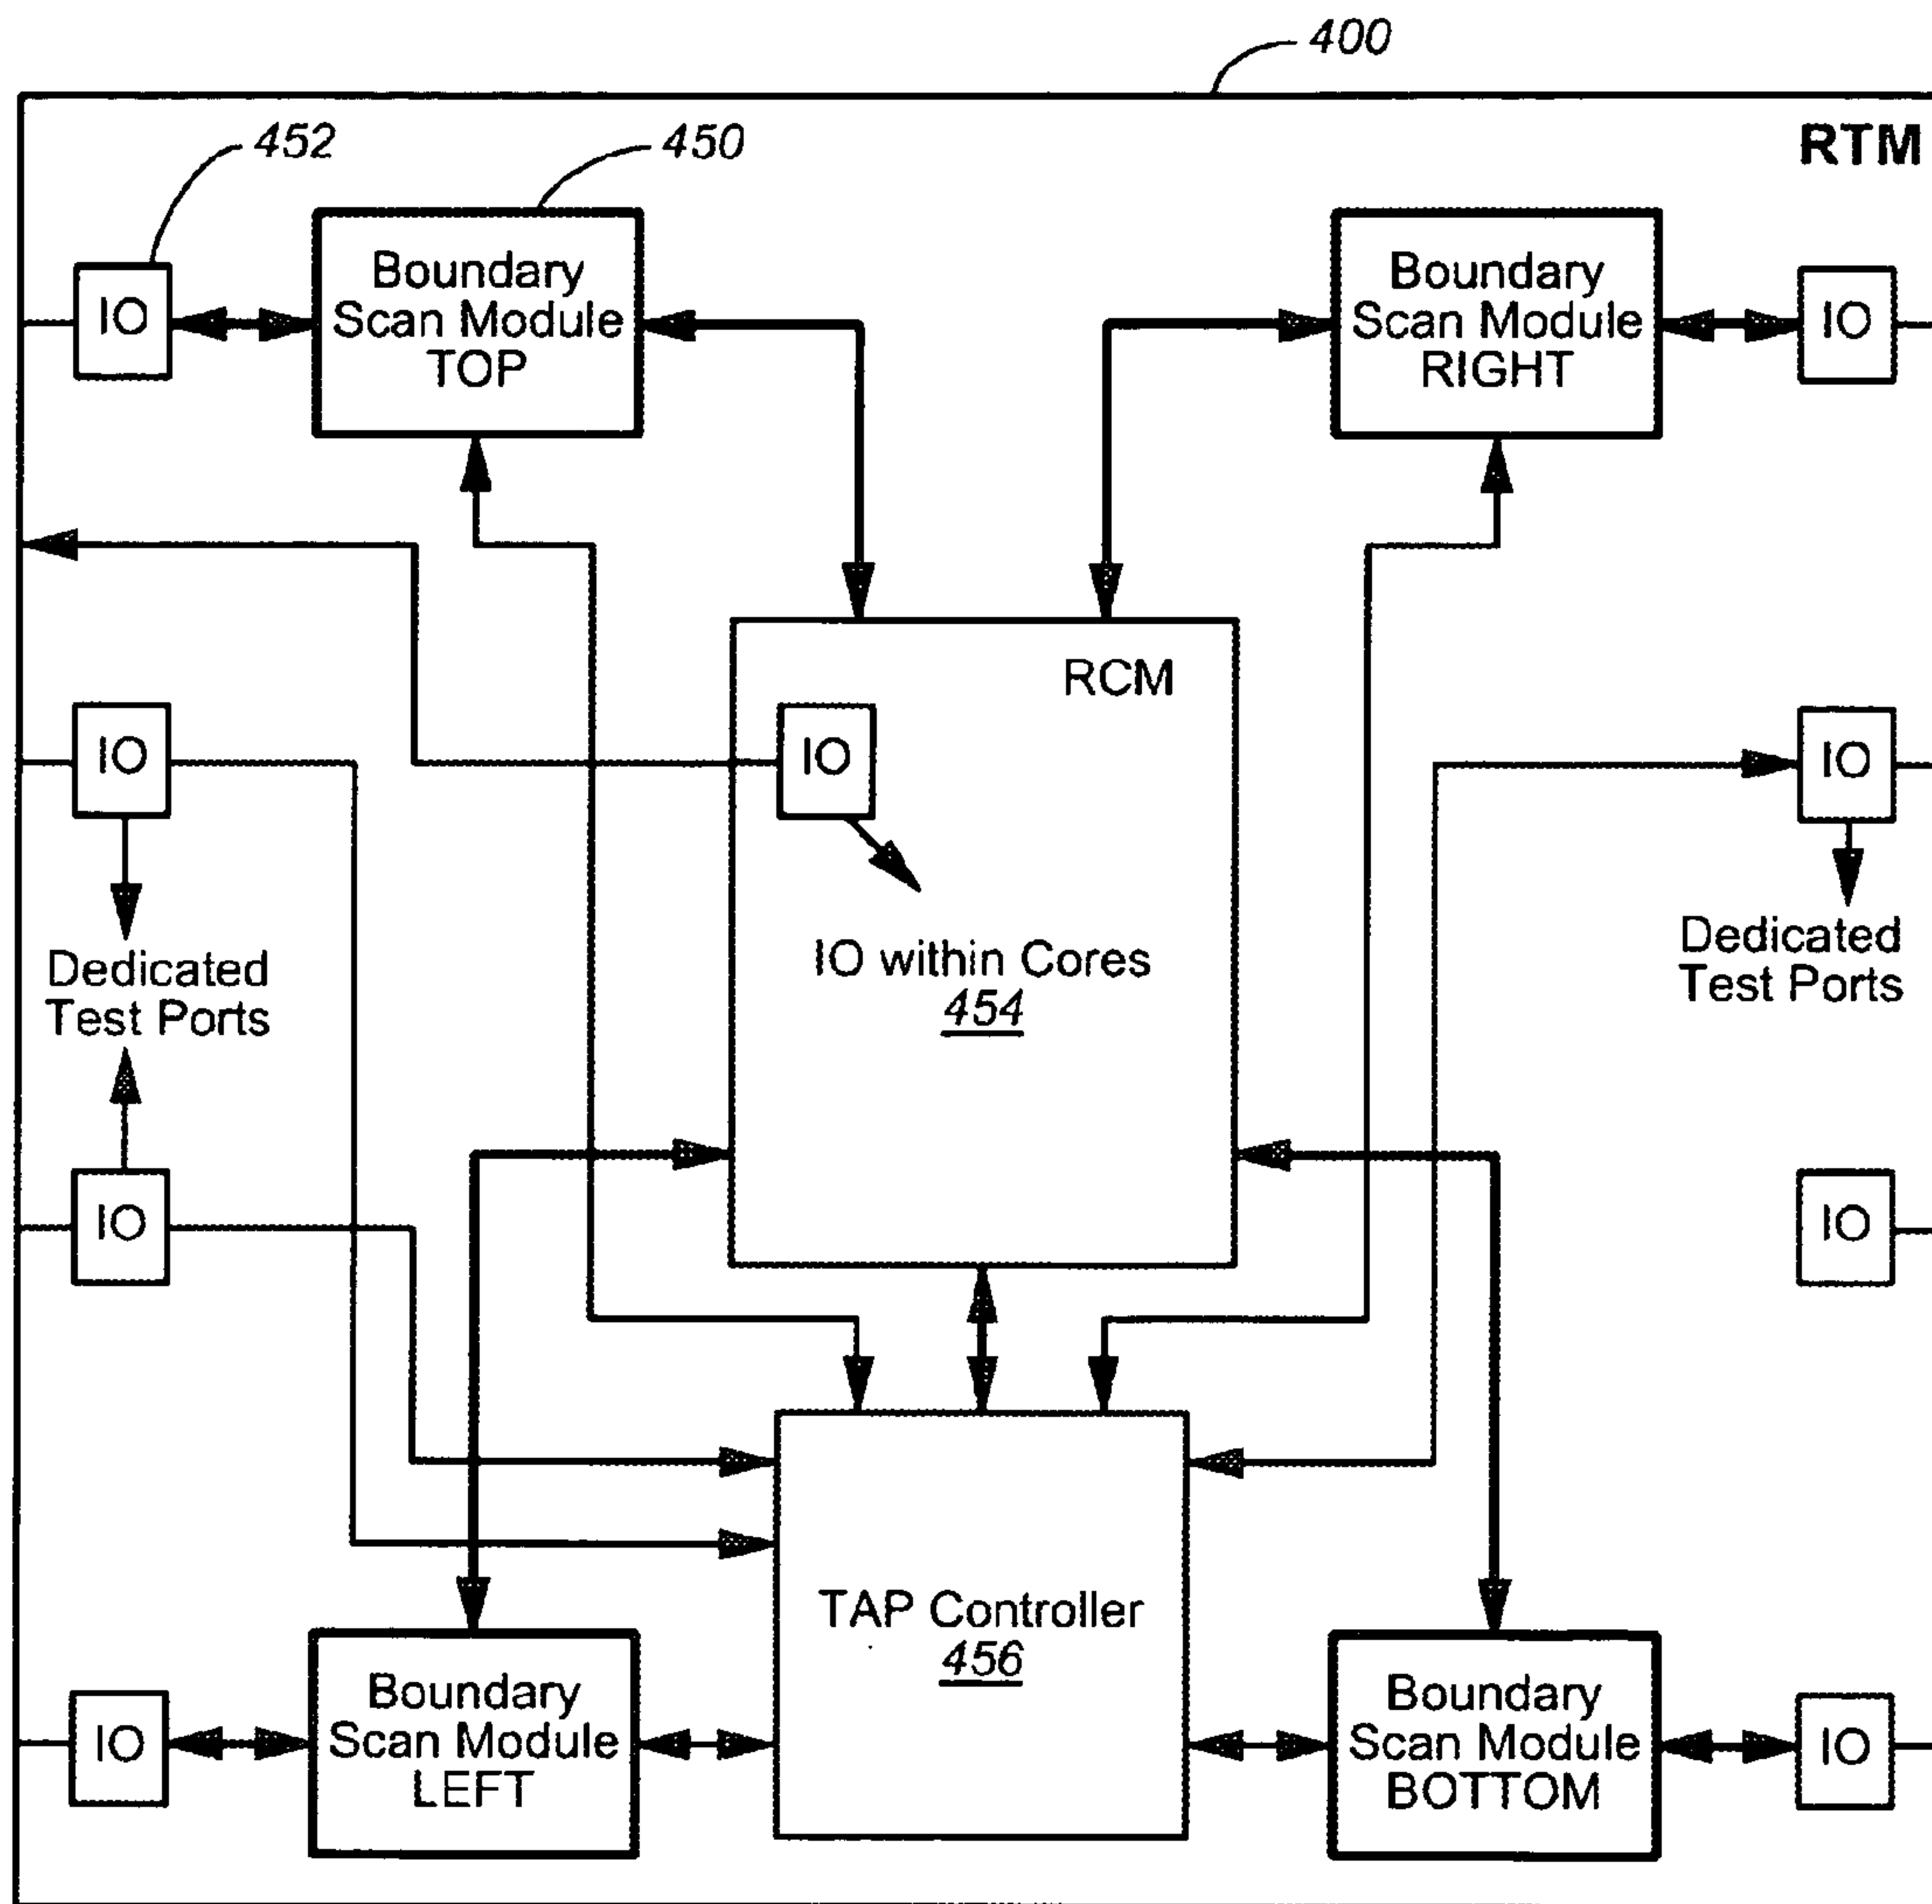 400
RTM
452
450
IO
Boundary
Scan Module
TOP
Boundary
Scan Module
RIGHT
IO
RCM
IO
IO
IO
Dedicated
Test Ports
IO within Cores
454
Dedicated
Test Ports
IO
IO
TAP Controller
456
IO
Boundary
Scan Module
LEFT
Boundary
Scan Module
BOTTOM
IO